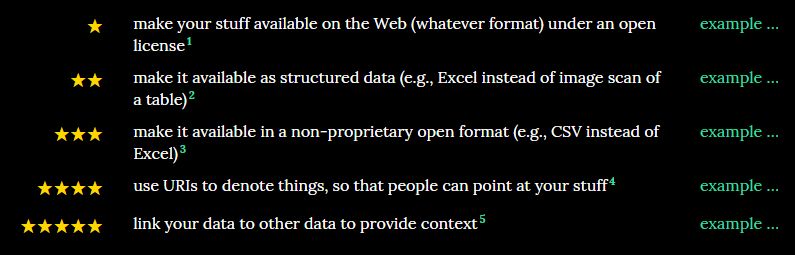 ★ make your stuff available on the Web (whatever format) under an open example ...
license1
★★ make it available as structured data (e.g., Excel instead of image scan of example ...
a table)2
★★★ make it available in a non-proprietary open format (e.g., CSV instead of example ...
Excel)3
★★★★ use URIs to denote things, so that people can point at your stuff4 example ...
★★★★★ link your data to other data to provide context5 example ...